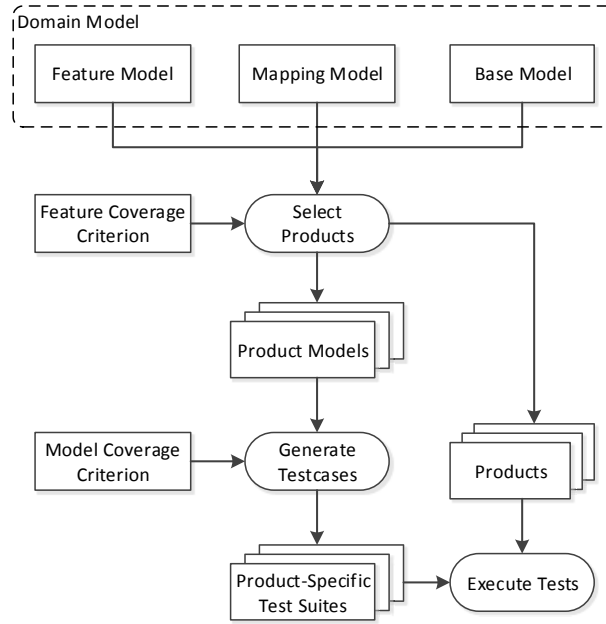 Domain Model
Feature Model
Mapping Model
Base Model
Feature Coverage
Criterion
Select
Products
Product Models
Model Coverage
Criterion
Generate
Testcases
Products
Product-Specific
Test Suites
Execute Tests